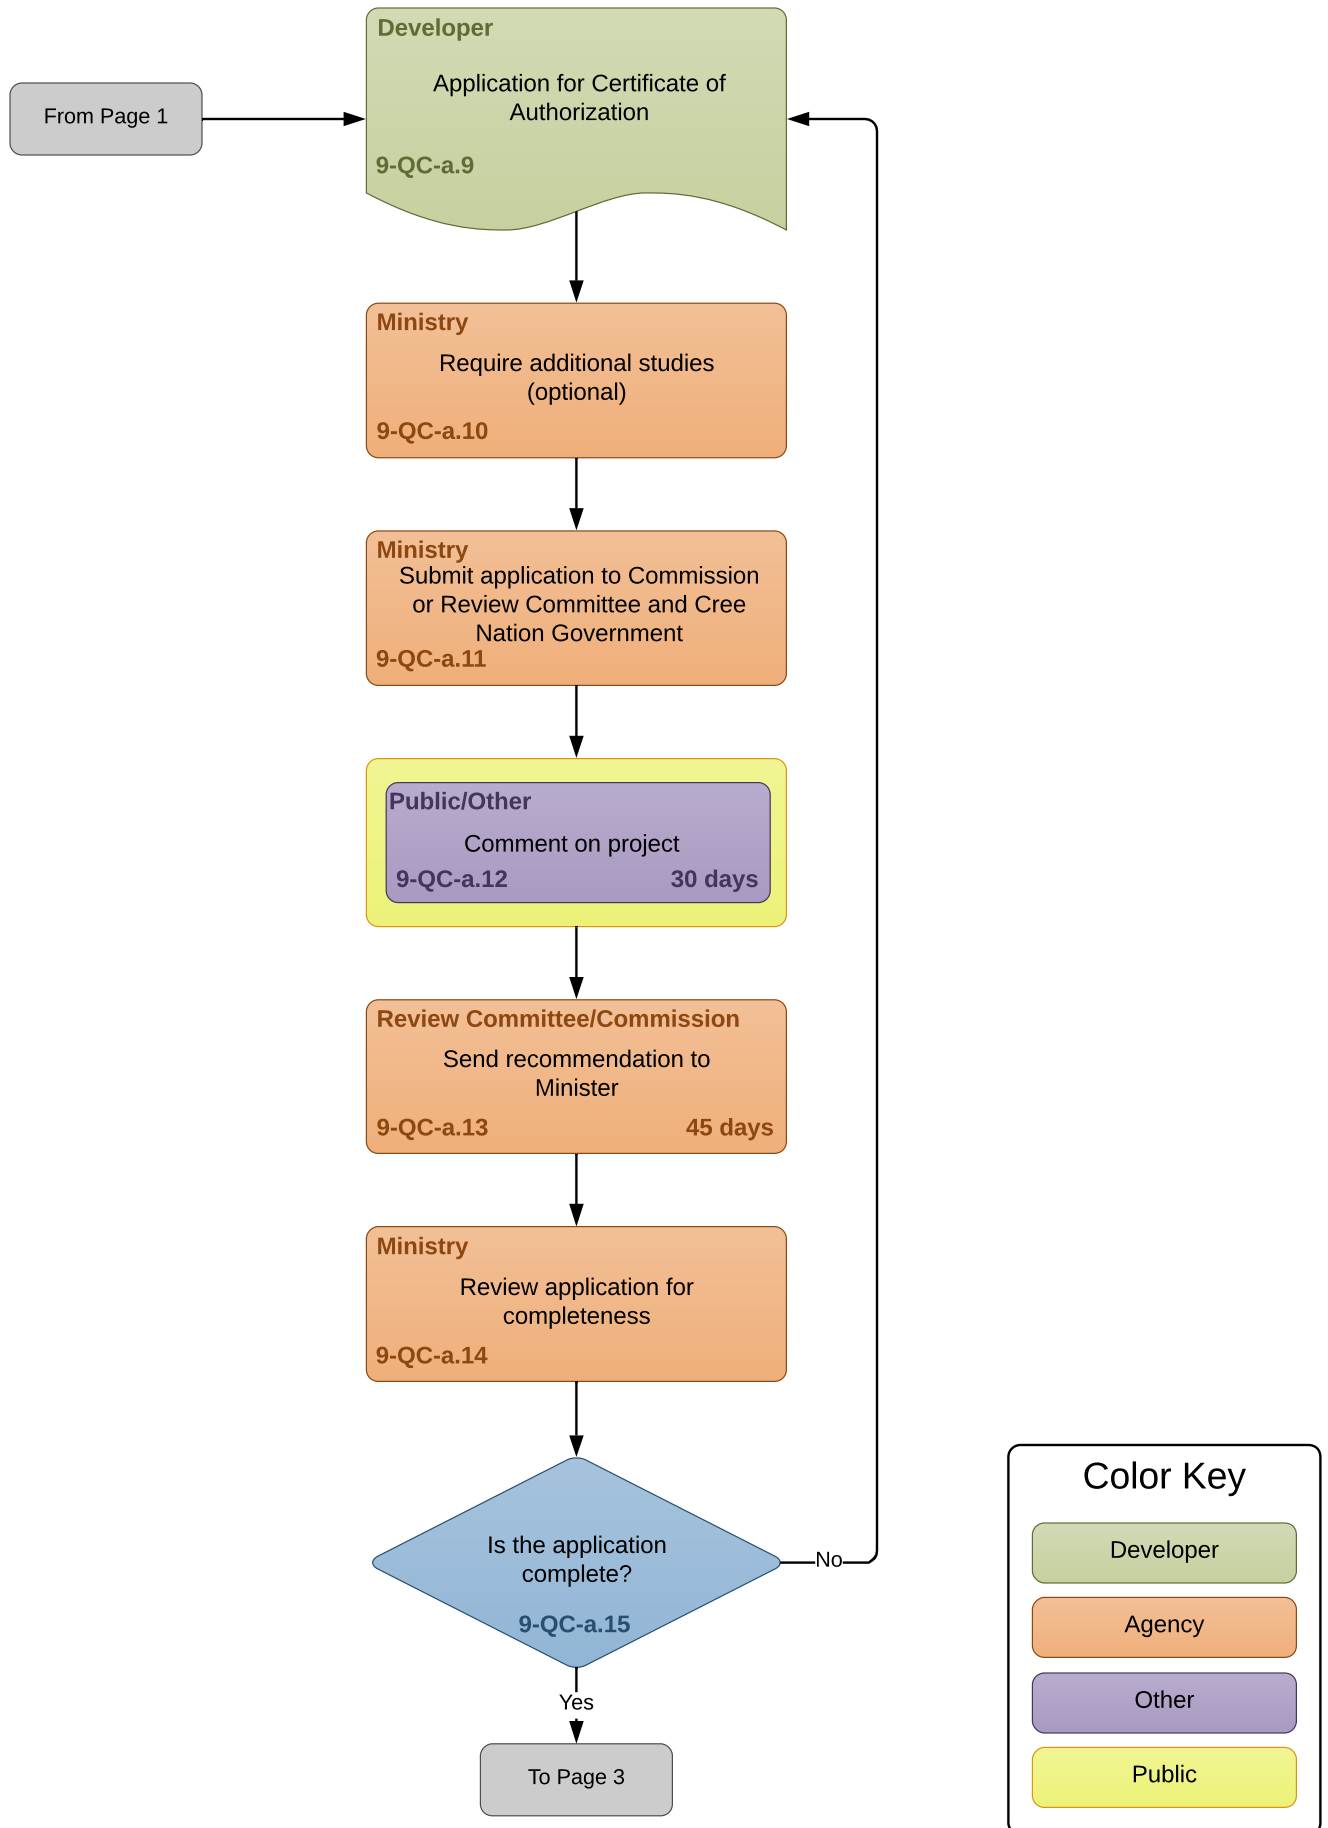 Developer
Application for Certificate of
Authorization
9-QC-a.9
From Page 1
Ministry
Require additional studies
(optional)
9-QC-a.10
Ministry
Submit application to Commission
or Review Committee and Cree
Nation Government
9-QC-a.11
Public/Other
Comment on project
9-QC-a.12 30 days
Review Committee/Commission
Send recommendation to
Minister
9-QC-a.13 45 days
Ministry
Review application for
completeness
9-QC-a.14
Is the application
complete?
9-QC-a.15
No
Yes
To Page 3
Color Key
Developer
Agency
Other
Public